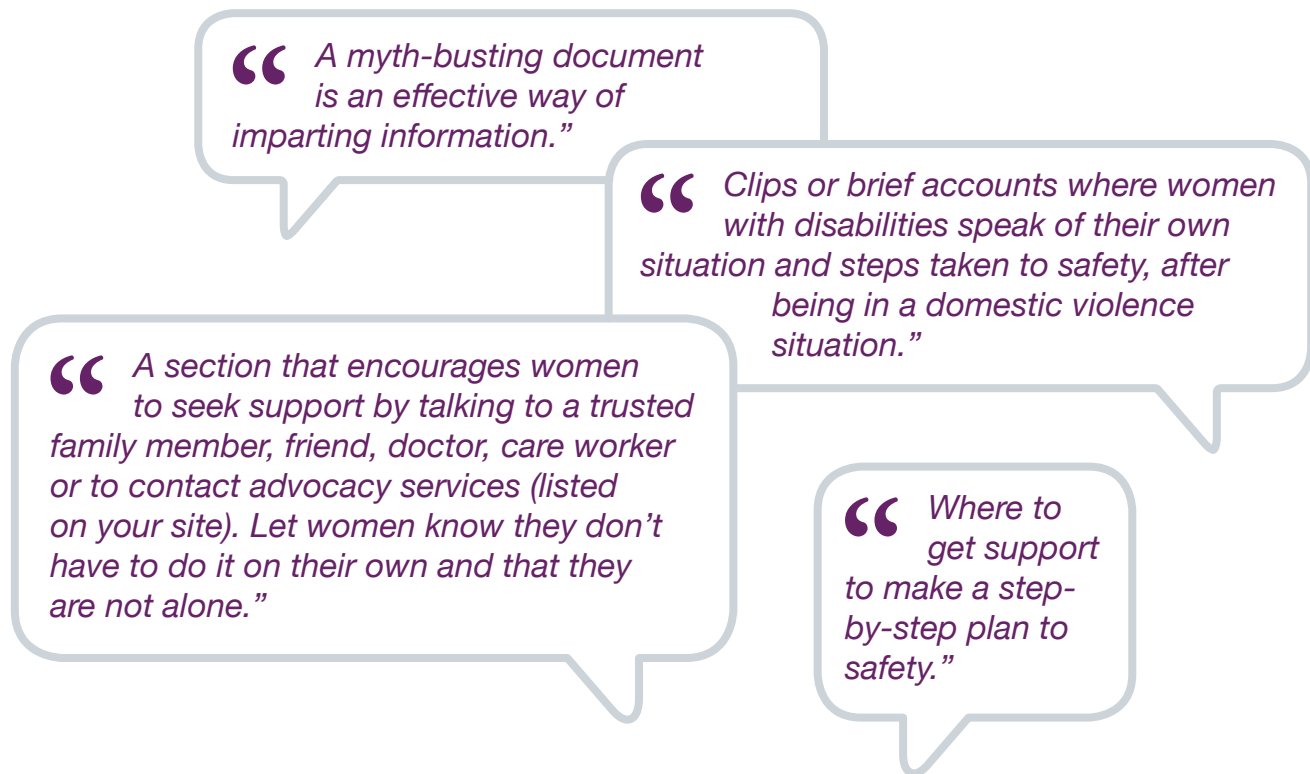 “ A myth-busting document
is an effective way of
imparting information.”
“ Clips or brief accounts where women
with disabilities speak of their own
situation and steps taken to safety, after
being in a domestic violence
situation.”
“ A section that encourages women
to seek support by talking to a trusted
family member, friend, doctor, care worker
or to contact advocacy services (listed
on your site). Let women know they don’t
have to do it on their own and that they
are not alone.”
“ Where to
get support
to make a step-
by-step plan to
safety.”